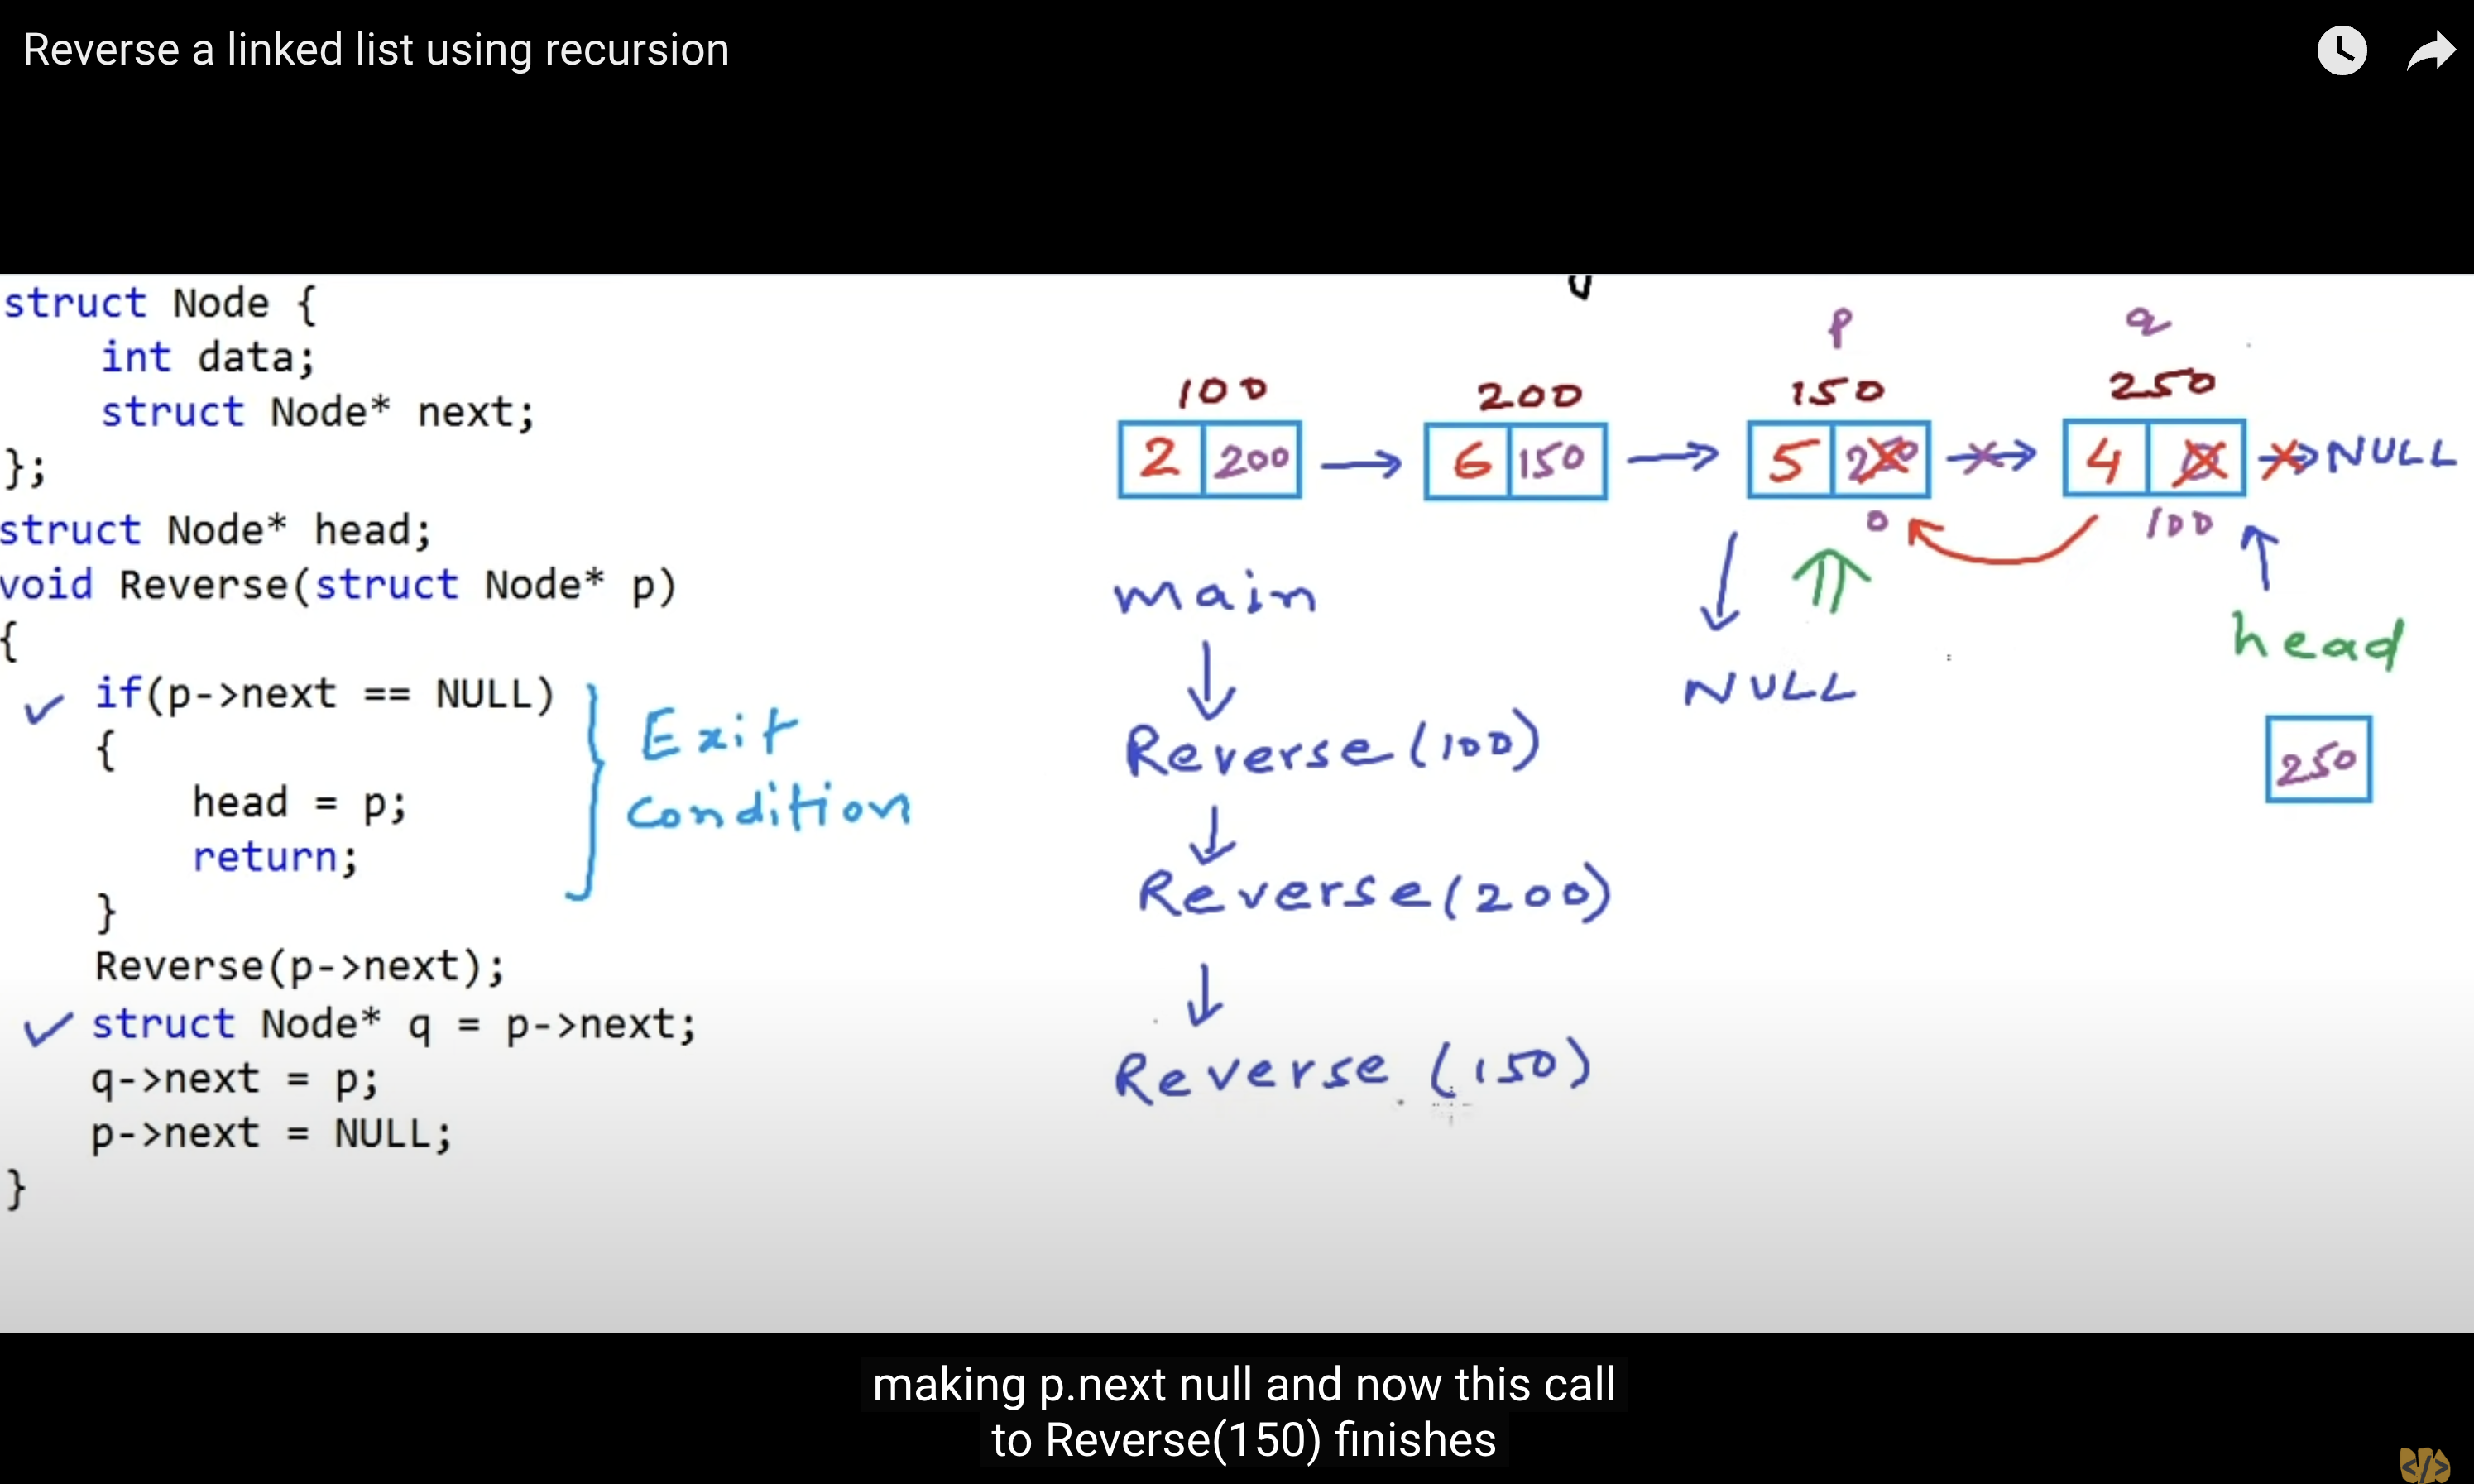 Reverse a linked list using recursion
struct Node {
int data;
struct Node* next;
};
struct Node* head;
void Reverse(struct Node* p)
{
if(p->next == NULL)
{
head = p;
return;
}
Reverse(p->next);
struct Node* q = p->next;
q->next = p;
p->next = NULL;
}
Exit
condition
p q
100 200 150 250
2 200 6 150 5 250 4 0 NULL
0 100
main
Reverse(100)
Reverse(200)
Reverse (150)
NULL
head
250
making p.next null and now this call
to Reverse(150) finishes